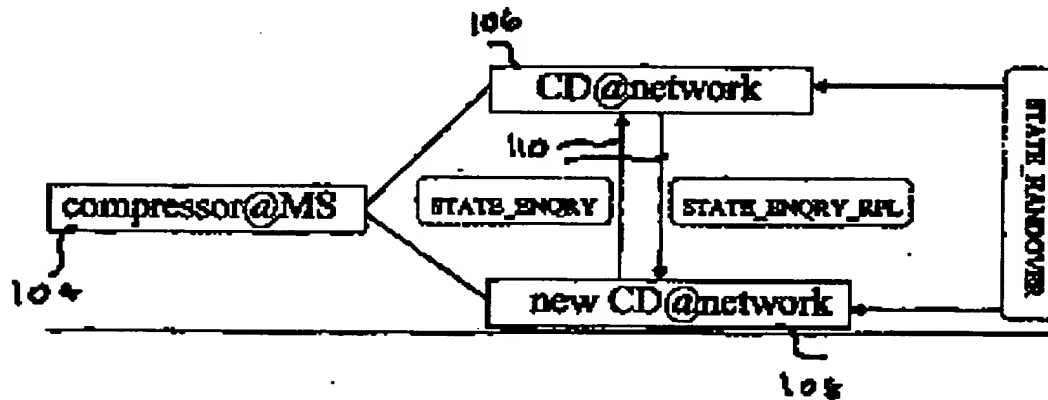 106
CD@network
110
compressor@MS
STATE_ENQRY
STATE_ENQRY_RPL
STATE_HANDOVER
104
new CD@network
108